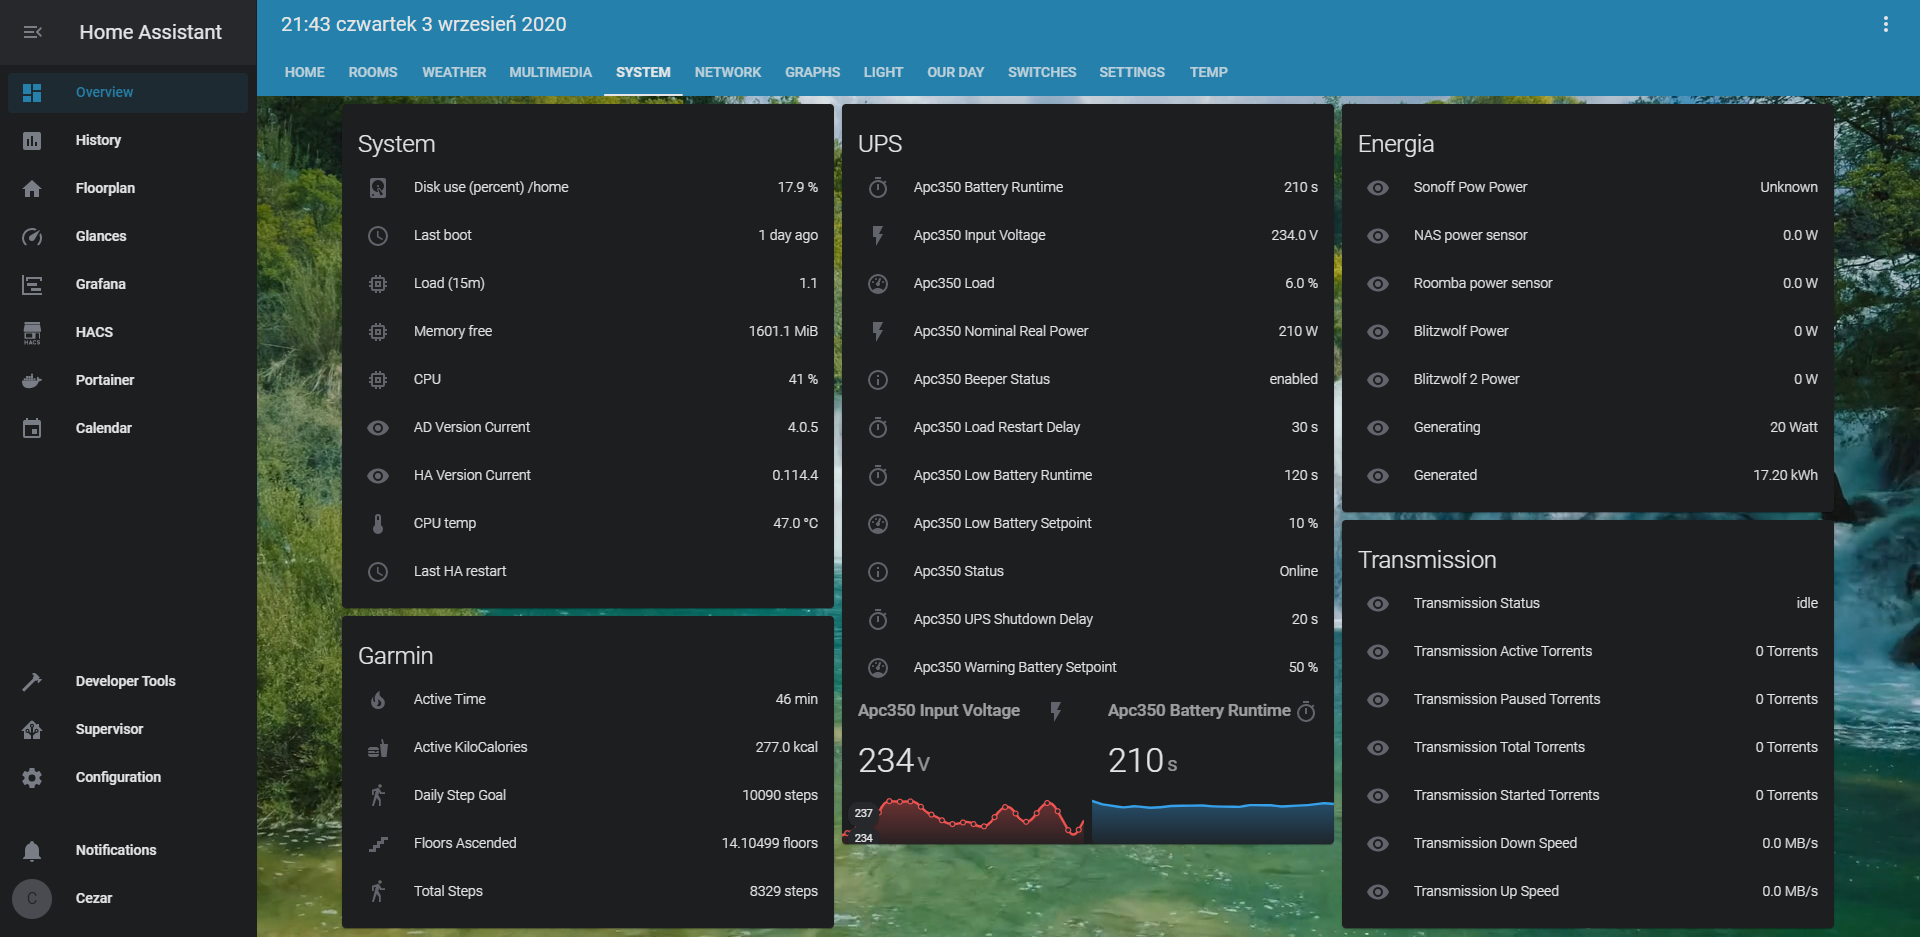 Home Assistant
Overview
History
Floorplan
Glances
Grafana
HACS
HACS
Portainer
Calendar
Developer Tools
Supervisor
Configuration
Notifications
C
Cezar
21:43 czwartek 3 wrzesień 2020
HOME ROOMS WEATHER MULTIMEDIA SYSTEM NETWORK GRAPHS LIGHT OUR DAY SWITCHES SETTINGS TEMP
System
Disk use (percent) /home 17.9 %
Last boot 1 day ago
Load (15m) 1.1
Memory free 1601.1 MiB
CPU 41 %
AD Version Current 4.0.5
HA Version Current 0.114.4
CPU temp 47.0 °C
Last HA restart
Garmin
Active Time 46 min
Active KiloCalories 277.0 kcal
Daily Step Goal 10090 steps
Floors Ascended 14.10499 floors
Total Steps 8329 steps
UPS
Apc350 Battery Runtime 210 s
Apc350 Input Voltage 234.0 V
Apc350 Load 6.0 %
Apc350 Nominal Real Power 210 W
Apc350 Beeper Status enabled
Apc350 Load Restart Delay 30 s
Apc350 Low Battery Runtime 120 s
Apc350 Low Battery Setpoint 10 %
Apc350 Status Online
Apc350 UPS Shutdown Delay 20 s
Apc350 Warning Battery Setpoint 50 %
Apc350 Input Voltage
234 V
237
234
Apc350 Battery Runtime
210 s
Energia
Sonoff Pow Power Unknown
NAS power sensor 0.0 W
Roomba power sensor 0.0 W
Blitzwolf Power 0 W
Blitzwolf 2 Power 0 W
Generating 20 Watt
Generated 17.20 kWh
Transmission
Transmission Status idle
Transmission Active Torrents 0 Torrents
Transmission Paused Torrents 0 Torrents
Transmission Total Torrents 0 Torrents
Transmission Started Torrents 0 Torrents
Transmission Down Speed 0.0 MB/s
Transmission Up Speed 0.0 MB/s